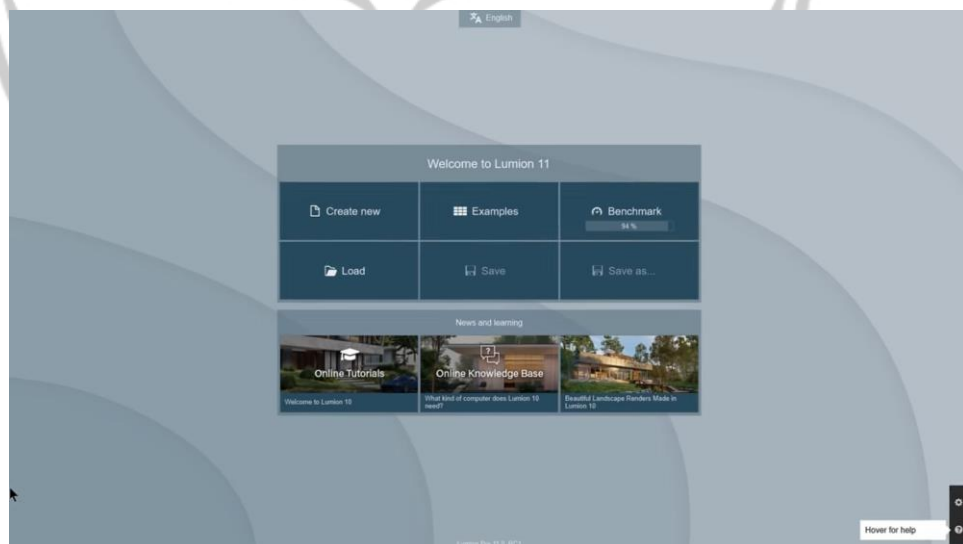 English
Welcome to Lumion 11
Create new
Examples
Benchmark
94 %
Load
Save
Save as...
News and learning
Online Tutorials
Online Knowledge Base
Welcome to Lumion 10
What kind of computer does Lumion 10
need?
Beautiful Landscape Renders Made in
Lumion 10
Hover for help